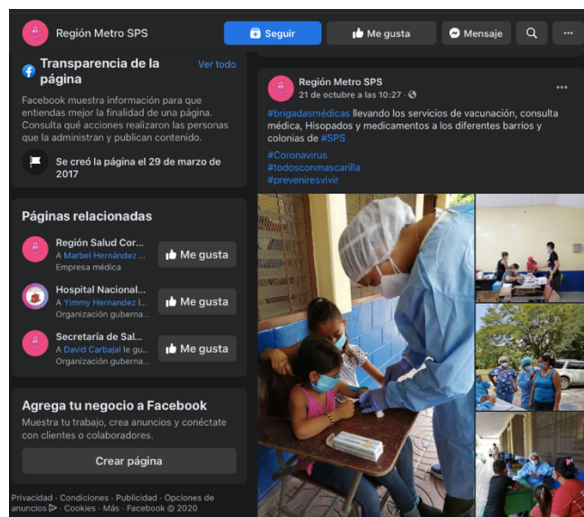 Región Metro SPS
Seguir
Me gusta
Mensaje
Transparencia de la
página
Ver todo
Facebook muestra información para que
entiendas mejor la finalidad de una página.
Consulta qué acciones realizaron las personas
que la administran y publican contenido.
Se creó la página el 29 de marzo de
2017
Páginas relacionadas
Región Salud Cor...
A Marbel Hernández ...
Empresa médica
Me gusta
Hospital Nacional...
A Yimmy Hernandez l...
Organización guberna...
Me gusta
Secretaría de Sal...
A David Carbajal le gu...
Organización guberna...
Me gusta
Agrega tu negocio a Facebook
Muestra tu trabajo, crea anuncios y conéctate
con clientes o colaboradores.
Crear página
Privacidad · Condiciones · Publicidad · Opciones de
anuncios · Cookies · Más · Facebook © 2020
Región Metro SPS
21 de octubre a las 10:27 ·
#brigadasmédicas llevando los servicios de vacunación, consulta
médica, Hisopados y medicamentos a los diferentes barrios y
colonias de #SPS
#Coronavirus
#todosconmascarilla
#preveniresvivir